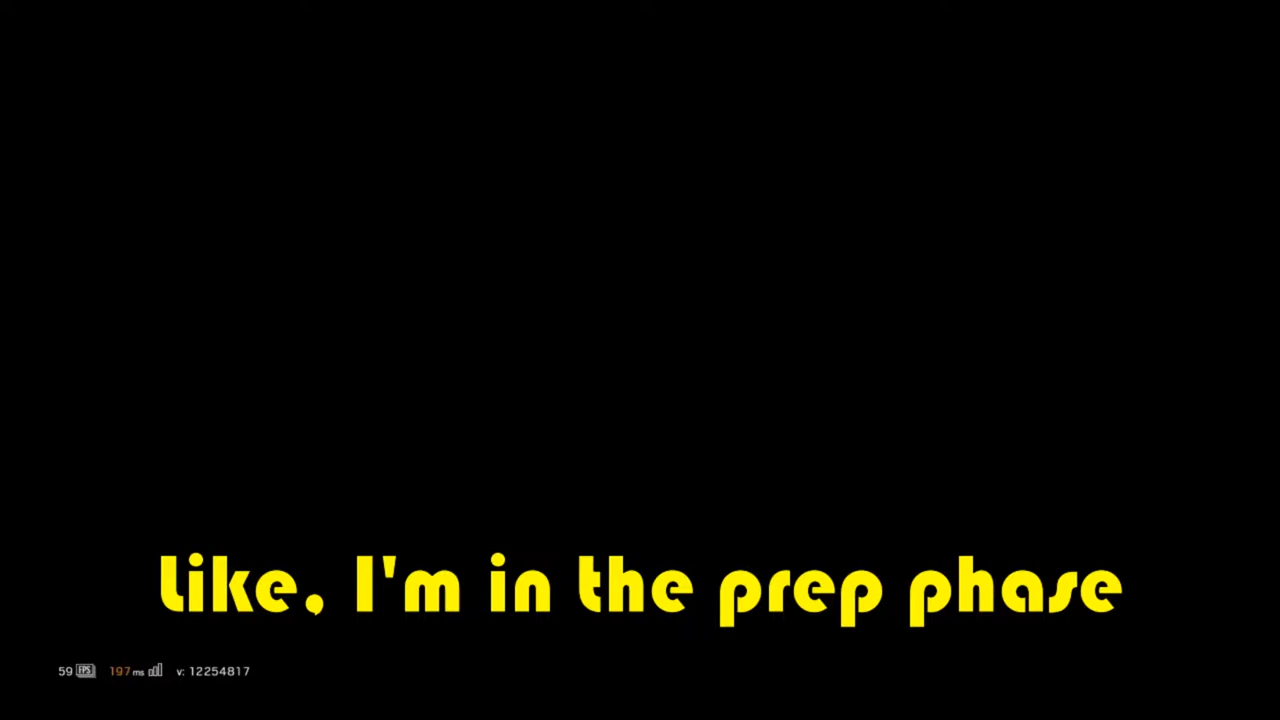 Like, I'm in the prep phase
59 FPS 197 ms v: 12254817